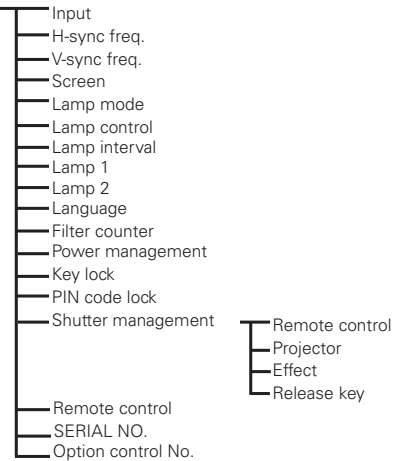 Input
H-sync freq.
V-sync freq.
Screen
Lamp mode
Lamp control
Lamp interval
Lamp 1
Lamp 2
Language
Filter counter
Power management
Key lock
PIN code lock
Shutter management
Remote control
Projector
Effect
Release key
Remote control
SERIAL NO.
Option control No.